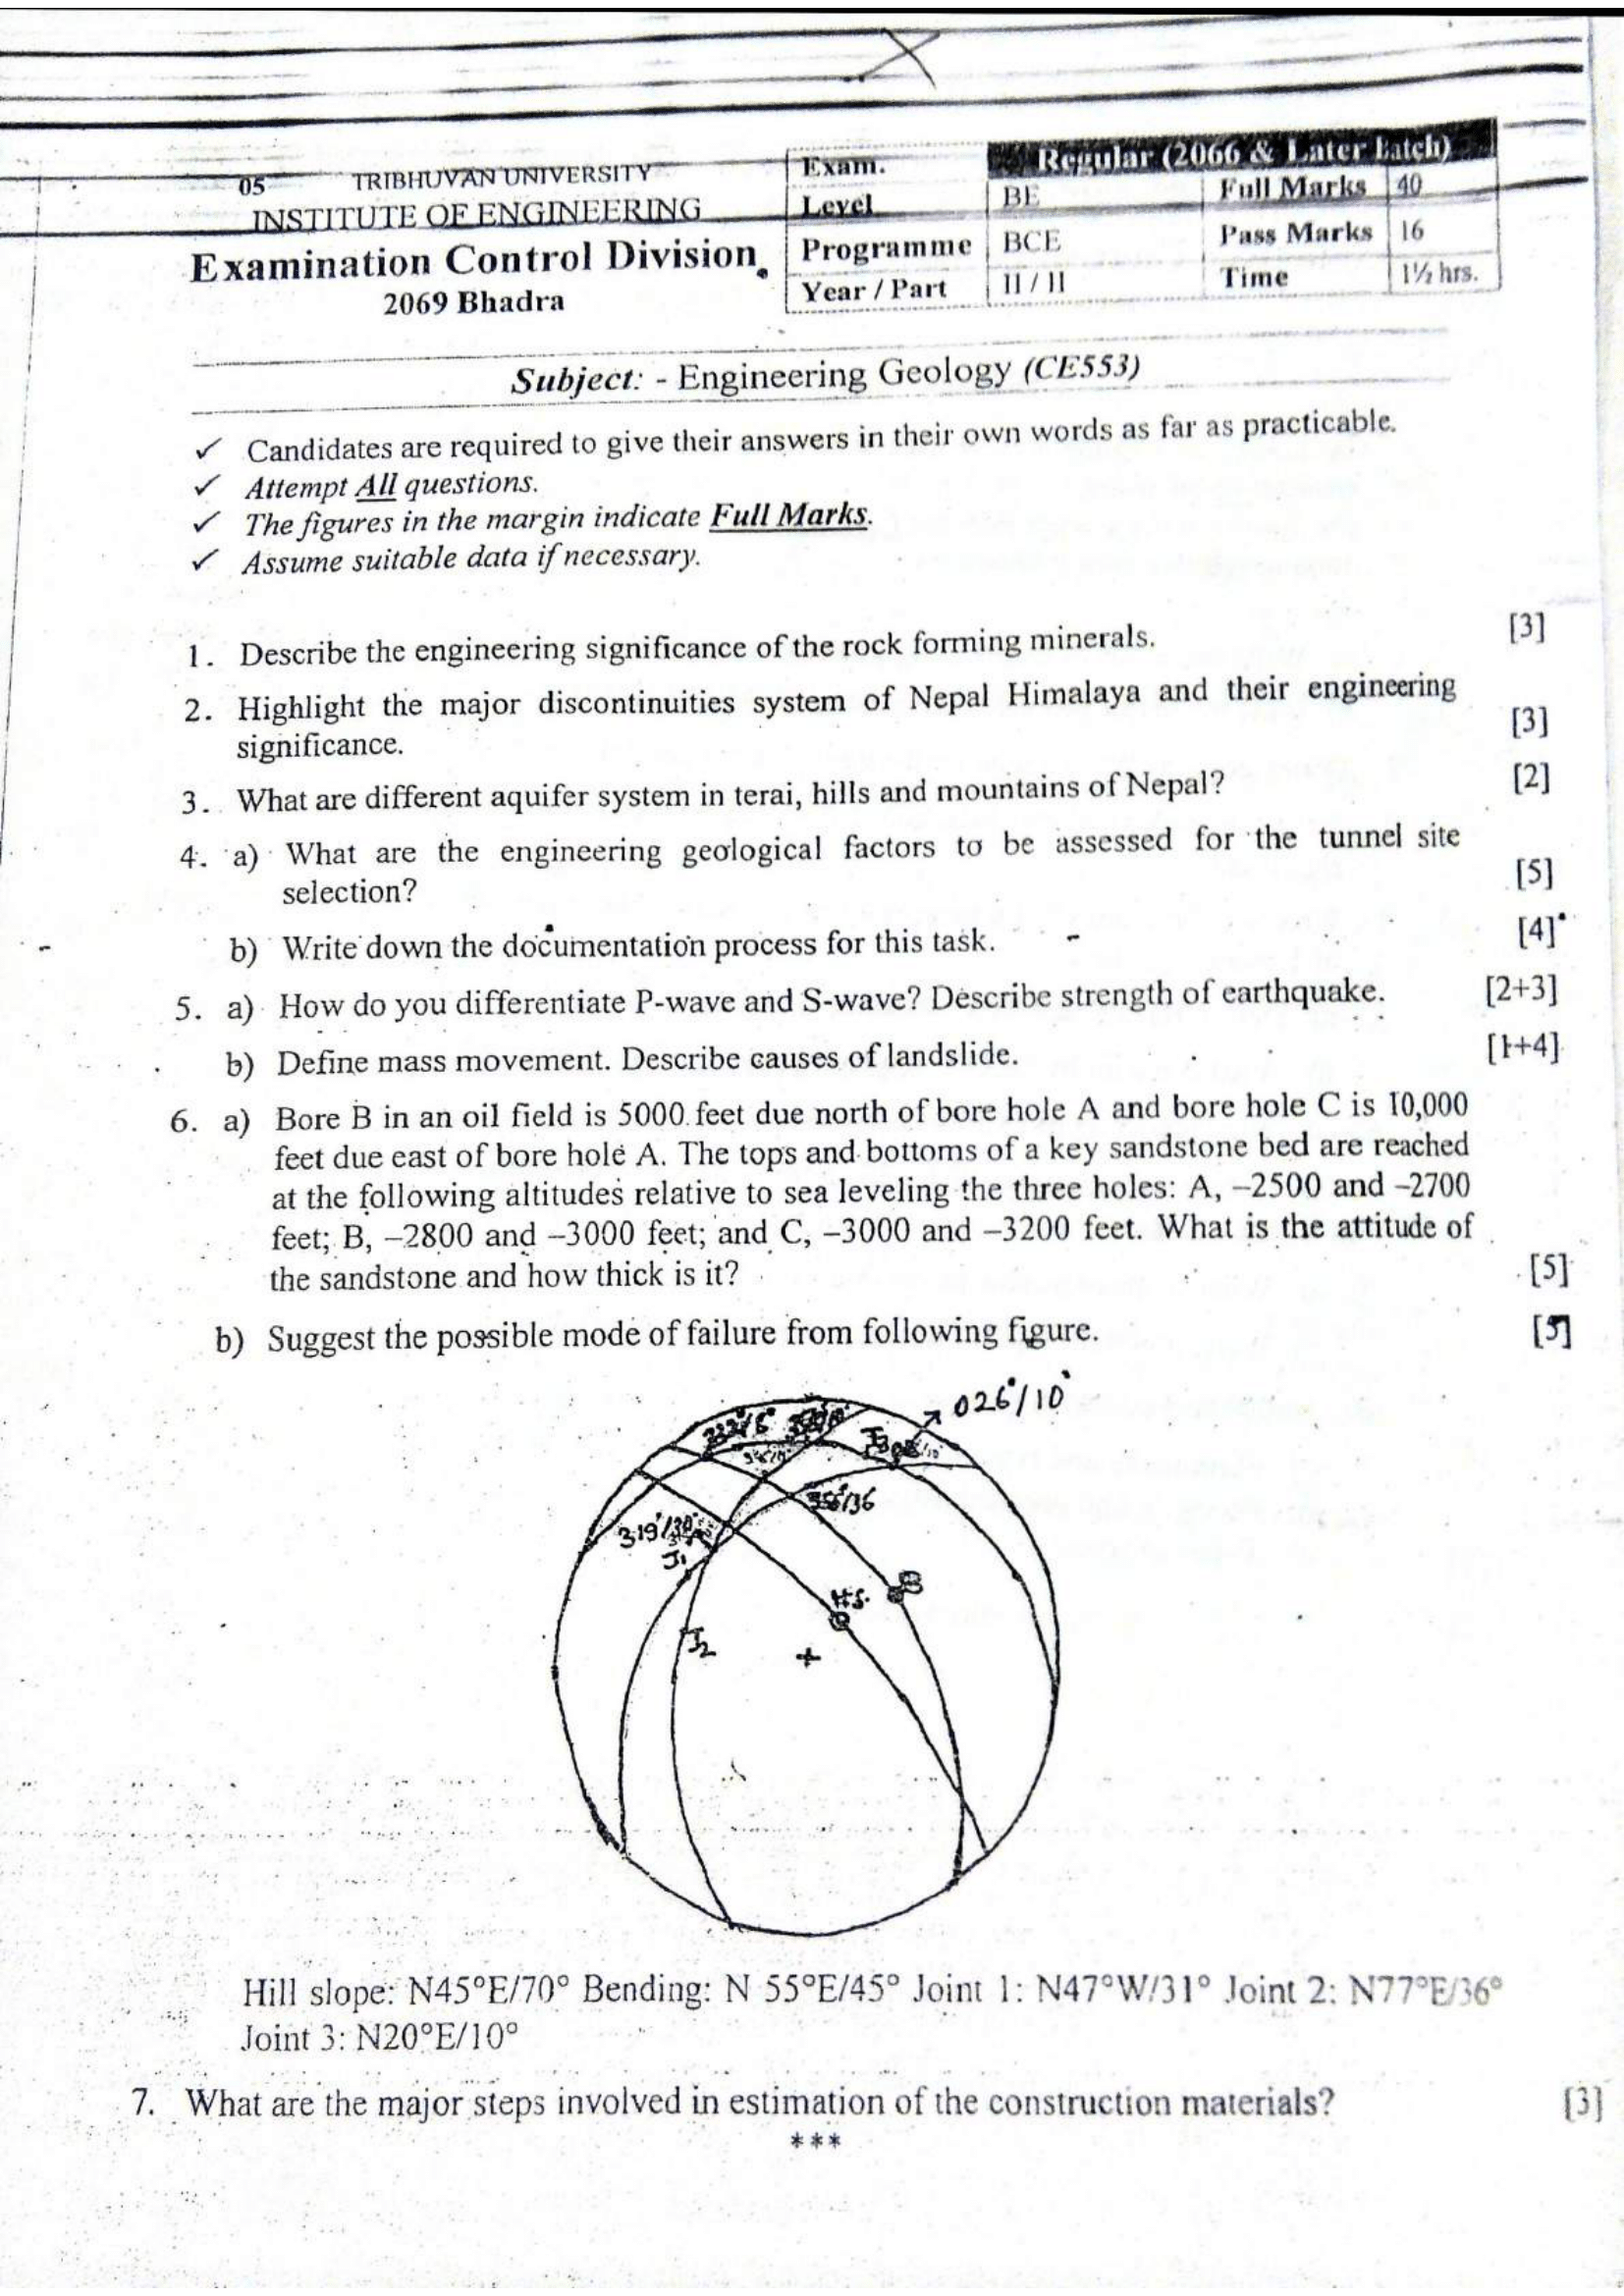 05 TRIBHUVAN UNIVERSITY
INSTITUTE OF ENGINEERING
Examination Control Division
2069 Bhadra
Exam. Regular (2066 & Later Batch)
Level BE Full Marks 40
Programme BCE Pass Marks 16
Year / Part II / II Time 1½ hrs.
Subject: - Engineering Geology (CE553)
✓ Candidates are required to give their answers in their own words as far as practicable.
✓ Attempt All questions.
✓ The figures in the margin indicate Full Marks.
✓ Assume suitable data if necessary.
1. Describe the engineering significance of the rock forming minerals. [3]
2. Highlight the major discontinuities system of Nepal Himalaya and their engineering
significance. [3]
3. What are different aquifer system in terai, hills and mountains of Nepal? [2]
4. a) What are the engineering geological factors to be assessed for the tunnel site
selection? [5]
b) Write down the documentation process for this task. [4]
5. a) How do you differentiate P-wave and S-wave? Describe strength of earthquake. [2+3]
b) Define mass movement. Describe causes of landslide. [1+4]
6. a) Bore B in an oil field is 5000 feet due north of bore hole A and bore hole C is 10,000
feet due east of bore hole A. The tops and bottoms of a key sandstone bed are reached
at the following altitudes relative to sea leveling the three holes: A, –2500 and –2700
feet; B, –2800 and –3000 feet; and C, –3000 and –3200 feet. What is the attitude of
the sandstone and how thick is it? [5]
b) Suggest the possible mode of failure from following figure. [5]
026°/10°
J3
356°/36
319°/30°
J1
H.S.
B
J2
Hill slope: N45°E/70° Bending: N 55°E/45° Joint 1: N47°W/31° Joint 2: N77°E/36°
Joint 3: N20°E/10°
7. What are the major steps involved in estimation of the construction materials? [3]
***